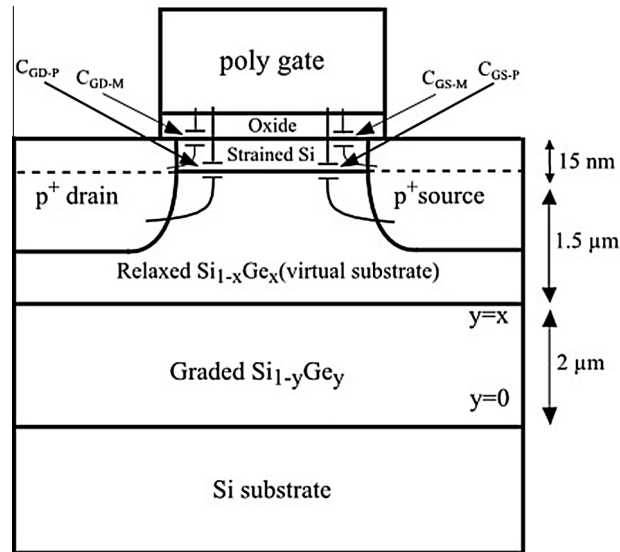 poly gate
C_GD-P
C_GD-M
C_GS-M
C_GS-P
Oxide
Strained Si
15 nm
p⁺ drain
p⁺source
1.5 μm
Relaxed Si₁₋ₓGeₓ(virtual substrate)
y=x
Graded Si₁₋yGey
2 μm
y=0
Si substrate